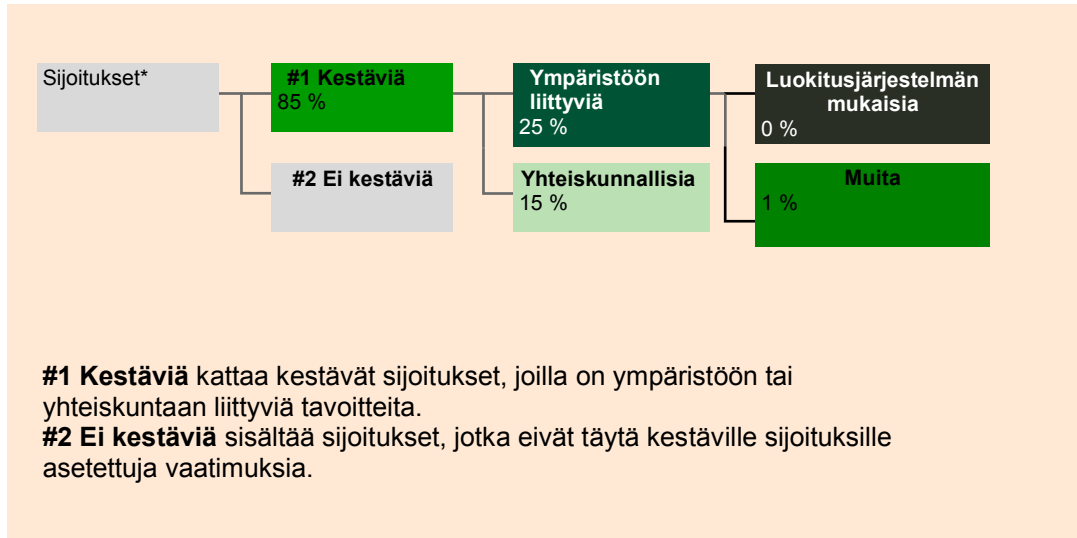 Sijoitukset*
#1 Kestäviä
85 %
#2 Ei kestäviä
Ympäristöön
liittyviä
25 %
Yhteiskunnallisia
15 %
Luokitusjärjestelmän
mukaisia
0 %
Muita
1 %
#1 Kestäviä kattaa kestävät sijoitukset, joilla on ympäristöön tai
yhteiskuntaan liittyviä tavoitteita.
#2 Ei kestäviä sisältää sijoitukset, jotka eivät täytä kestäville sijoituksille
asetettuja vaatimuksia.